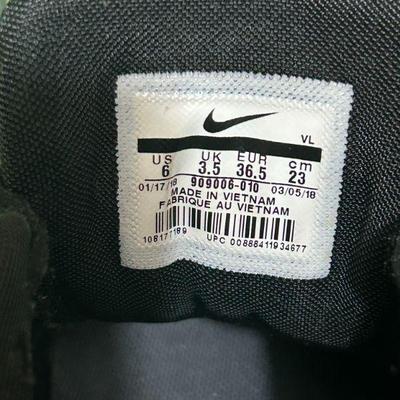 VL
US UK EUR cm
6 3.5 36.5 23
01/17/18 909006-010 03/05/18
MADE IN VIETNAM
FABRIQUE AU VIETNAM
UPC 00888411934677